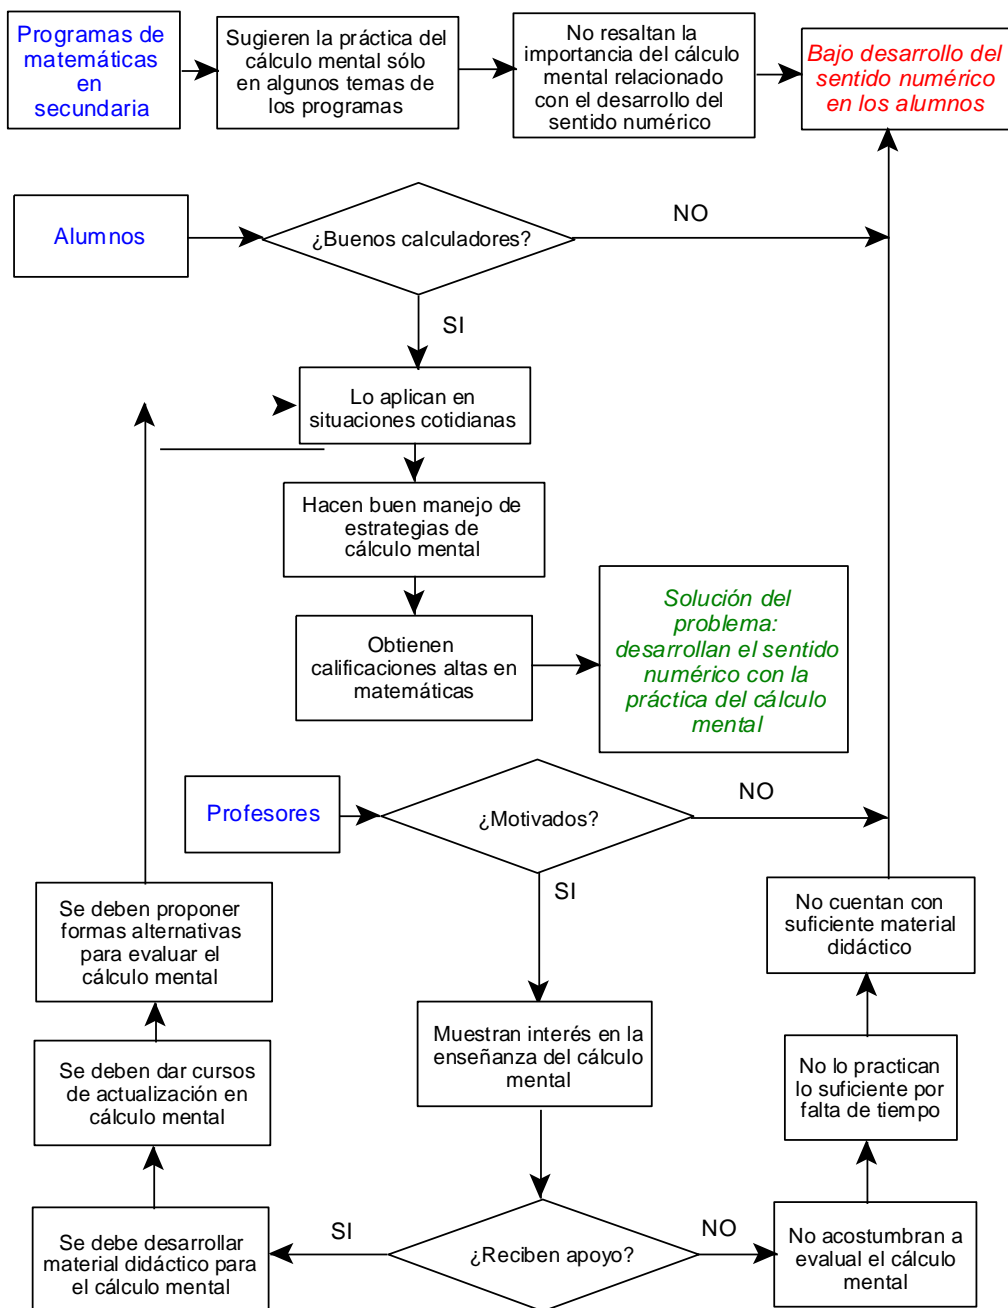 Programas de
matemáticas
en
secundaria
Sugieren la práctica del
cálculo mental sólo
en algunos temas de
los programas
No resaltan la
importancia del cálculo
mental relacionado
con el desarrollo del
sentido numérico
Bajo desarrollo del
sentido numérico
en los alumnos
Alumnos
¿Buenos calculadores?
NO
SI
Lo aplican en
situaciones cotidianas
Hacen buen manejo de
estrategias de
cálculo mental
Obtienen
calificaciones altas en
matemáticas
Solución del
problema:
desarrollan el sentido
numérico con la
práctica del cálculo
mental
Profesores
¿Motivados?
NO
SI
Se deben proponer
formas alternativas
para evaluar el
cálculo mental
No cuentan con
suficiente material
didáctico
Muestran interés en la
enseñanza del cálculo
mental
Se deben dar cursos
de actualización en
cálculo mental
No lo practican
lo suficiente por
falta de tiempo
Se debe desarrollar
material didáctico para
el cálculo mental
SI
¿Reciben apoyo?
NO
No acostumbran a
evalual el cálculo
mental